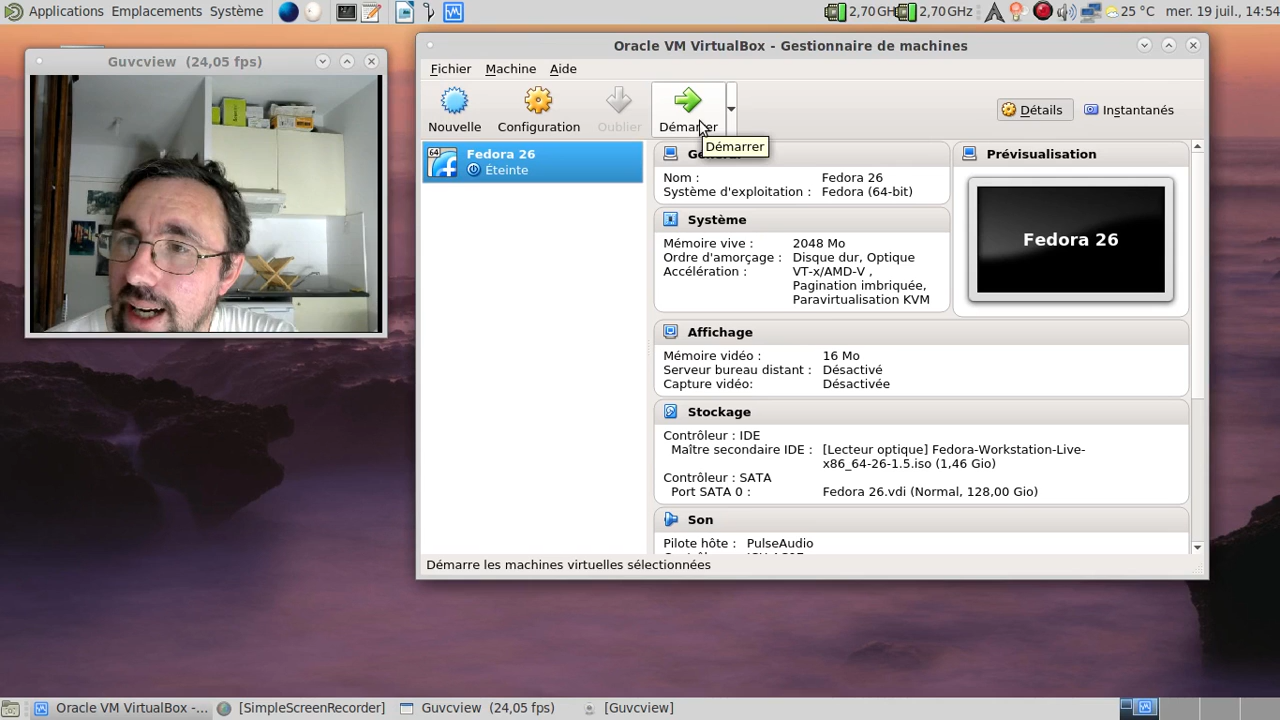 Applications Emplacements Système
2,70 GH 2,70 GHz
25 °C mer. 19 juil., 14:54
Guvcview (24,05 fps)
Oracle VM VirtualBox - Gestionnaire de machines
Fichier Machine Aide
Nouvelle Configuration Oublier Démarrer
Détails Instantanés
Démarrer
64
Fedora 26
Éteinte
Nom : Fedora 26
Système d'exploitation : Fedora (64-bit)
Système
Mémoire vive : 2048 Mo
Ordre d'amorçage : Disque dur, Optique
Accélération : VT-x/AMD-V ,
Pagination imbriquée,
Paravirtualisation KVM
Prévisualisation
Fedora 26
Affichage
Mémoire vidéo : 16 Mo
Serveur bureau distant : Désactivé
Capture vidéo: Désactivée
Stockage
Contrôleur : IDE
Maître secondaire IDE : [Lecteur optique] Fedora-Workstation-Live-
x86_64-26-1.5.iso (1,46 Gio)
Contrôleur : SATA
Port SATA 0 : Fedora 26.vdi (Normal, 128,00 Gio)
Son
Pilote hôte : PulseAudio
Démarre les machines virtuelles sélectionnées
Oracle VM VirtualBox -...
[SimpleScreenRecorder]
Guvcview (24,05 fps)
[Guvcview]